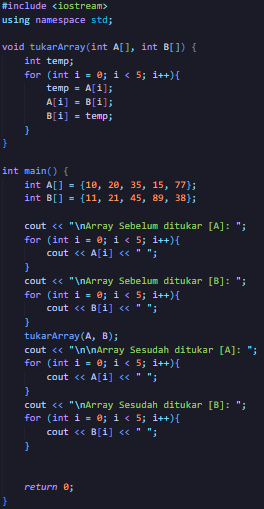 #include <iostream>
using namespace std;

void tukarArray(int A[], int B[]) {
    int temp;
    for (int i = 0; i < 5; i++){
        temp = A[i];
        A[i] = B[i];
        B[i] = temp;
    }
}

int main() {
    int A[] = {10, 20, 35, 15, 77};
    int B[] = {11, 21, 45, 89, 38};

    cout << "\nArray Sebelum ditukar [A]: ";
    for (int i = 0; i < 5; i++){
        cout << A[i] << " ";
    }
    cout << "\nArray Sebelum ditukar [B]: ";
    for (int i = 0; i < 5; i++){
        cout << B[i] << " ";
    }
    tukarArray(A, B);
    cout << "\n\nArray Sesudah ditukar [A]: ";
    for (int i = 0; i < 5; i++){
        cout << A[i] << " ";
    }
    cout << "\nArray Sesudah ditukar [B]: ";
    for (int i = 0; i < 5; i++){
        cout << B[i] << " ";
    }


    return 0;
}